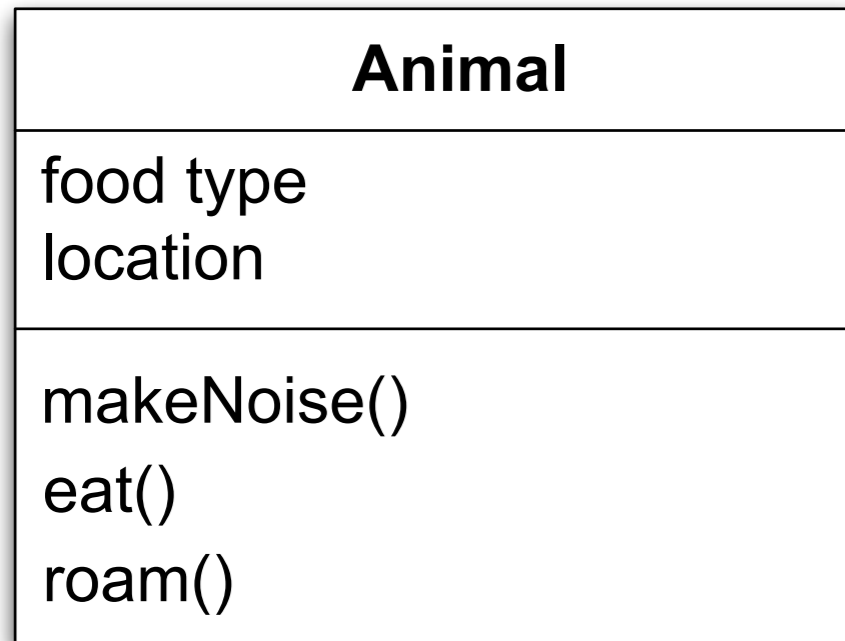 Animal
food type
location
makeNoise()
eat()
roam()